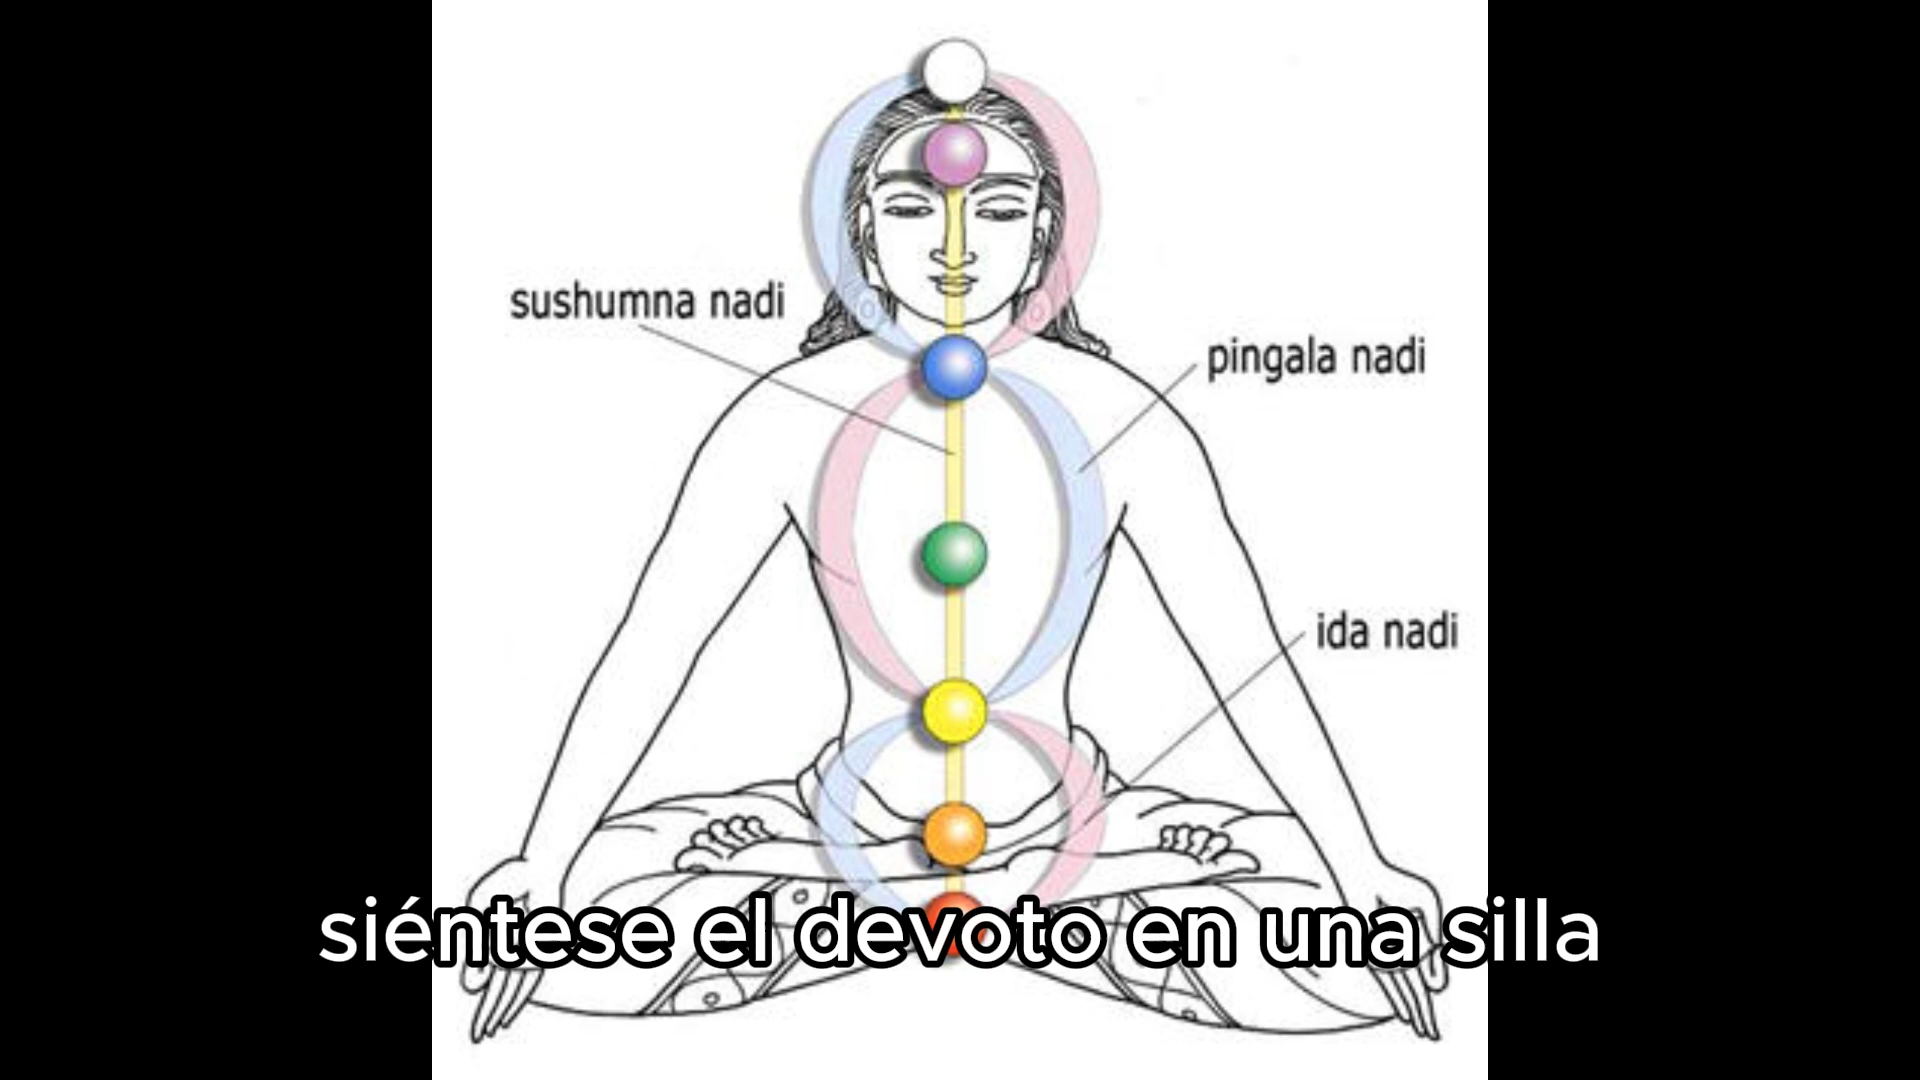 sushumna nadi
pingala nadi
ida nadi
siéntese el devoto en una silla